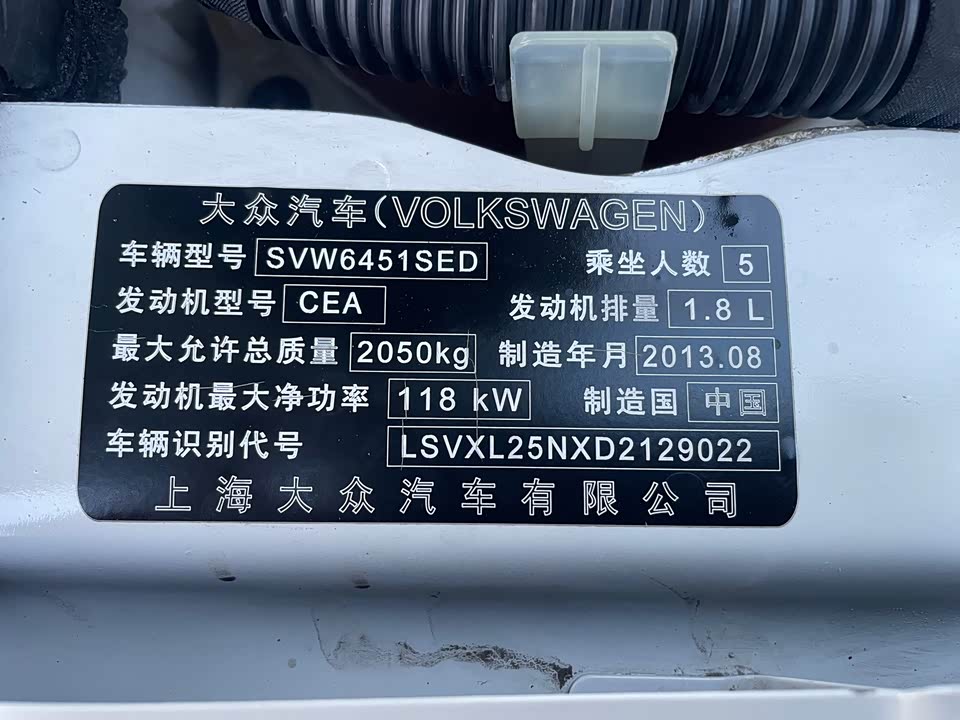 大众汽车(VOLKSWAGEN)
车辆型号 SVW6451SED 乘坐人数 5
发动机型号 CEA 发动机排量 1.8 L
最大允许总质量 2050kg 制造年月 2013.08
发动机最大净功率 118 kW 制造国 中国
车辆识别代号 LSVXL25NXD2129022
上海大众汽车有限公司